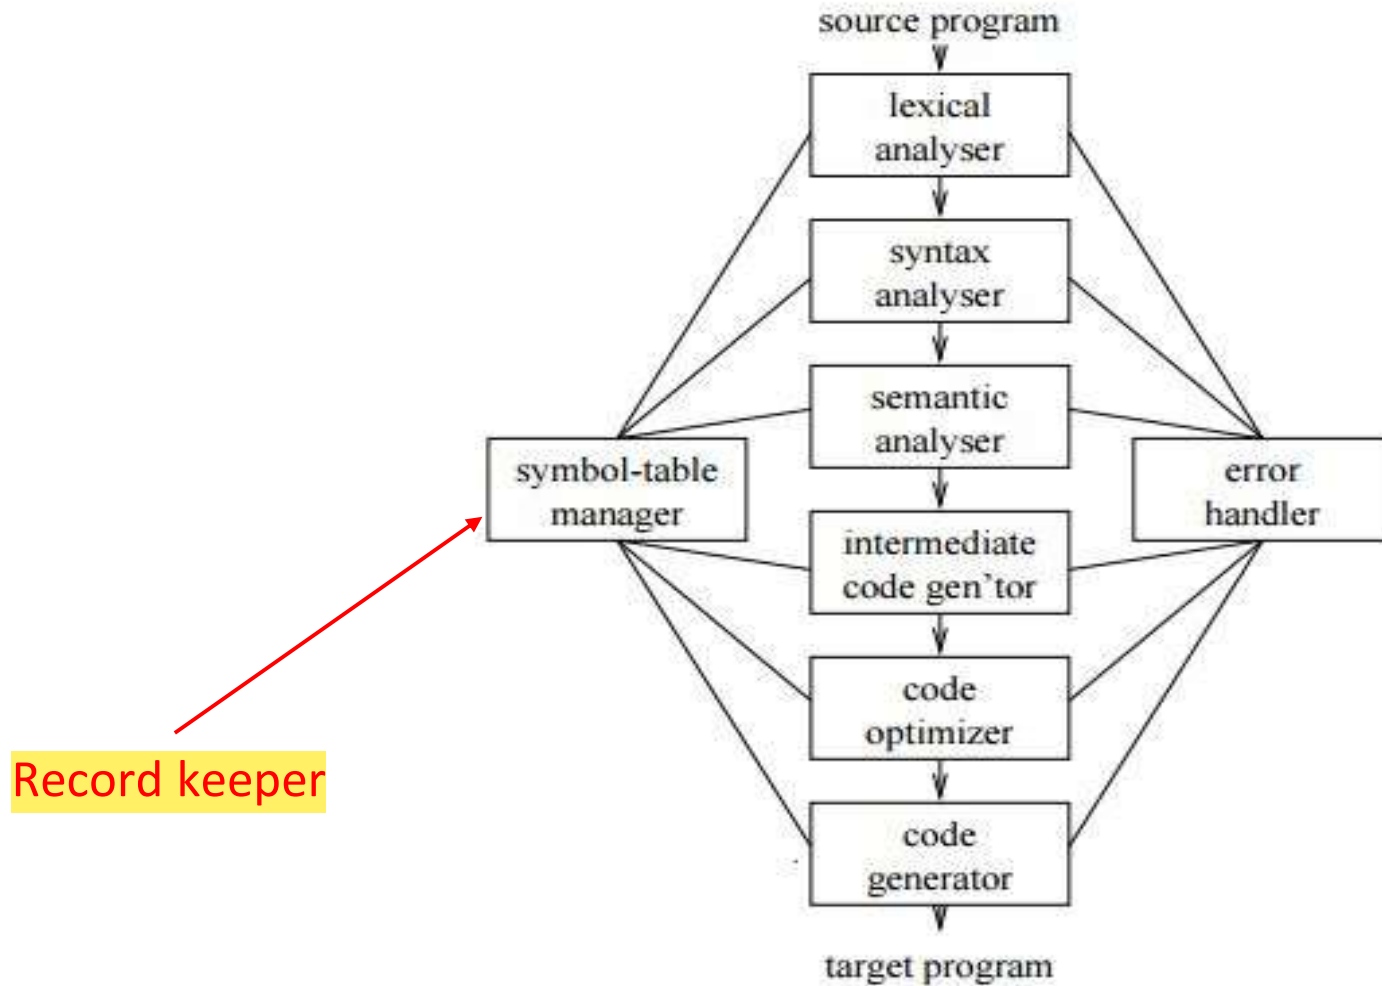 source program
lexical
analyser
syntax
analyser
semantic
analyser
symbol-table
manager
error
handler
intermediate
code gen'tor
code
optimizer
Record keeper
code
generator
target program